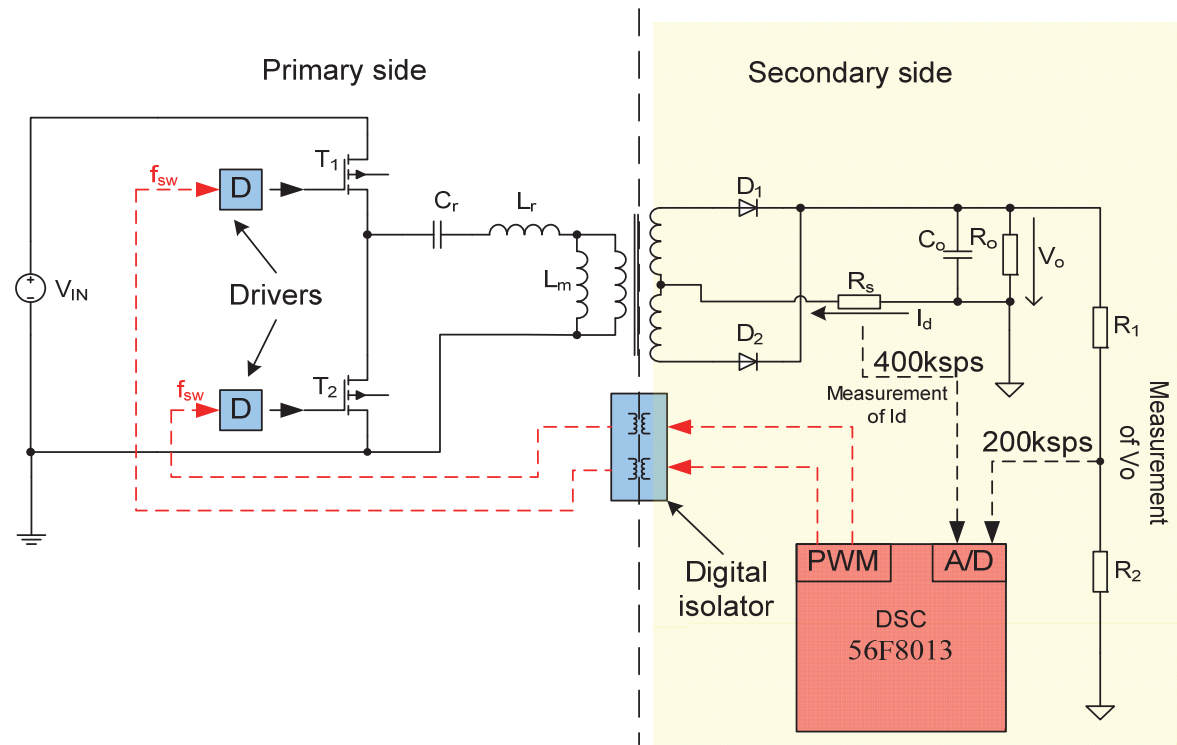 Primary side
Secondary side
T1
fsw
D
Cr
Lr
D1
Co
Ro
Vo
VIN
Drivers
Lm
Rs
Id
R1
D2
T2
fsw
D
400ksps
Measurement
of Id
200ksps
Measurement
of Vo
Digital
isolator
PWM
A/D
R2
DSC
56F8013